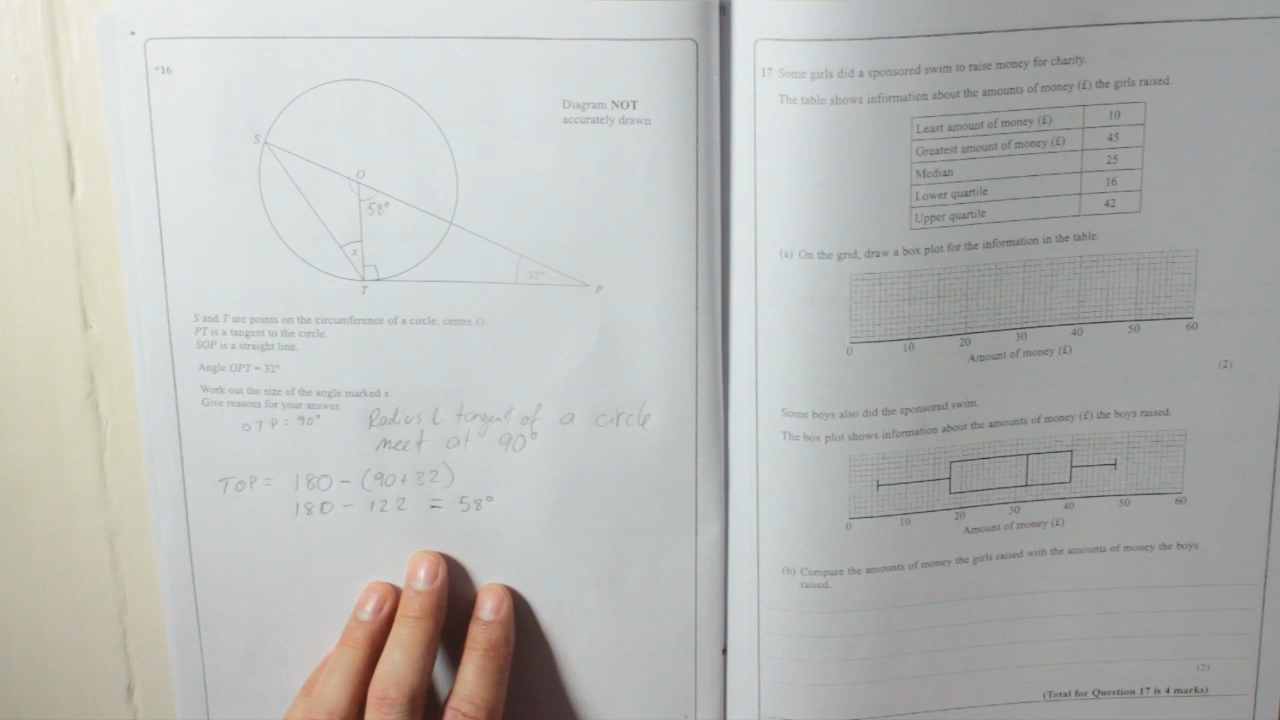 *16
Diagram NOT
accurately drawn
S
O
58°
x
32°
T
P
S and T are points on the circumference of a circle, centre O.
PT is a tangent to the circle.
SOP is a straight line.
Angle OPT = 32°
Work out the size of the angle marked x.
Give reasons for your answer.
OTP = 90°
Radius & tangent of a circle
meet at 90°
TOP = 180 - (90+32)
180 - 122 = 58°
17 Some girls did a sponsored swim to raise money for charity.
The table shows information about the amounts of money (£) the girls raised.
Least amount of money (£) 10
Greatest amount of money (£) 45
Median 25
Lower quartile 16
Upper quartile 42
(a) On the grid, draw a box plot for the information in the table.
0 10 20 30 40 50 60
Amount of money (£)
(2)
Some boys also did the sponsored swim.
The box plot shows information about the amounts of money (£) the boys raised.
0 10 20 30 40 50 60
Amount of money (£)
(b) Compare the amounts of money the girls raised with the amounts of money the boys
raised.
(2)
(Total for Question 17 is 4 marks)